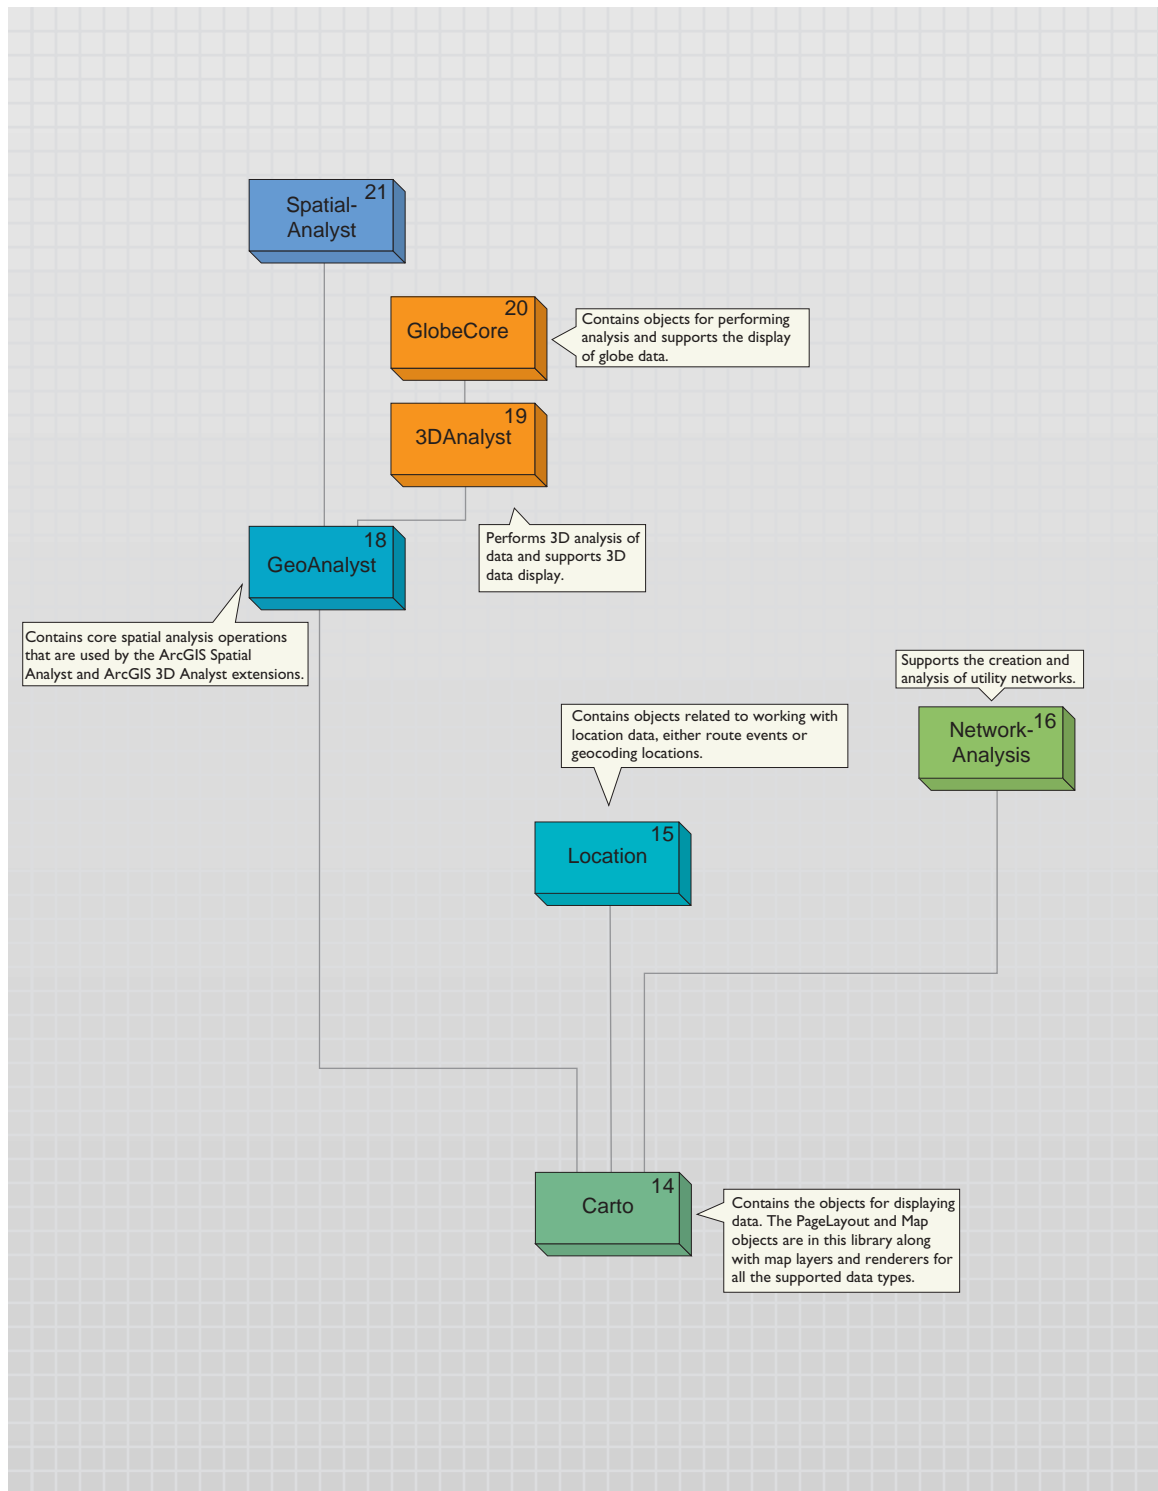 21
Spatial-
Analyst
20
GlobeCore
Contains objects for performing
analysis and supports the display
of globe data.
19
3DAnalyst
Performs 3D analysis of
data and supports 3D
data display.
18
GeoAnalyst
Contains core spatial analysis operations
that are used by the ArcGIS Spatial
Analyst and ArcGIS 3D Analyst extensions.
Supports the creation and
analysis of utility networks.
16
Network-
Analysis
Contains objects related to working with
location data, either route events or
geocoding locations.
15
Location
14
Carto
Contains the objects for displaying
data. The PageLayout and Map
objects are in this library along
with map layers and renderers for
all the supported data types.